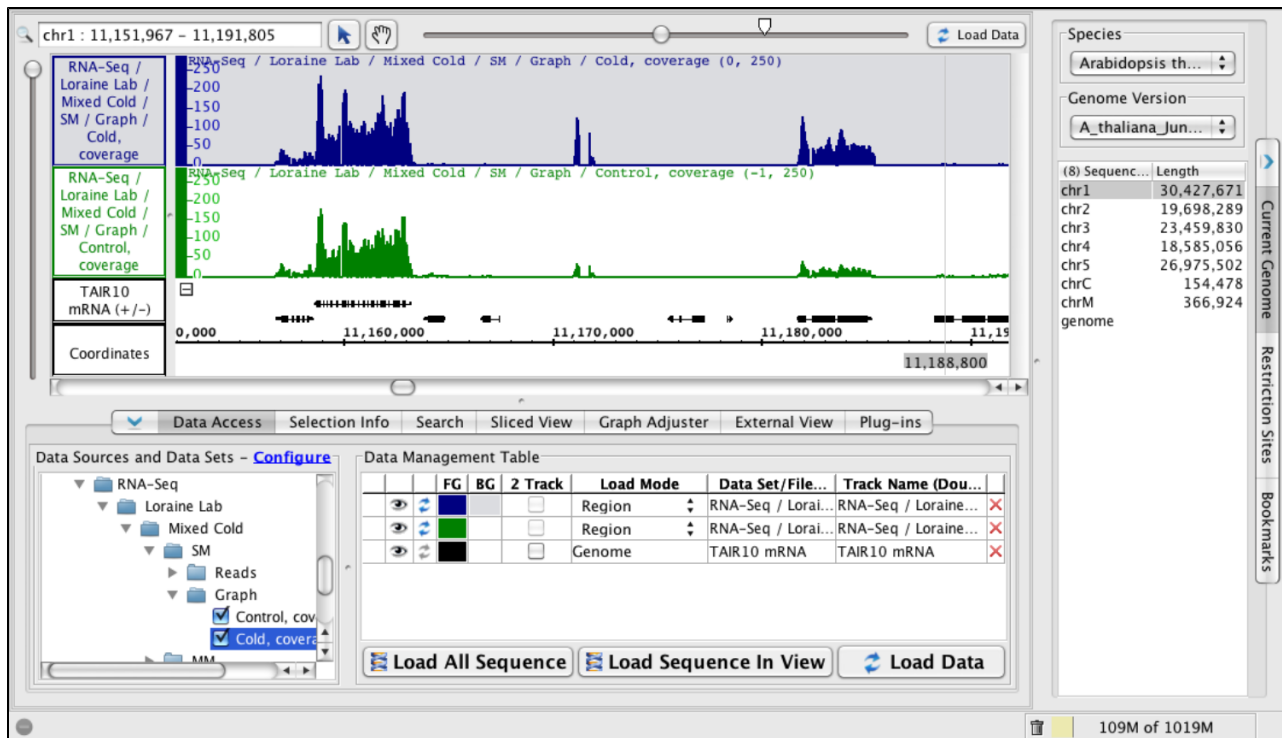 chr1 : 11,151,967 – 11,191,805
Load Data
RNA-Seq /
Loraine Lab /
Mixed Cold /
SM / Graph /
Cold,
coverage
RNA-Seq / Loraine Lab / Mixed Cold / SM / Graph / Cold, coverage (0, 250)
250
200
150
100
50
0
RNA-Seq /
Loraine Lab /
Mixed Cold /
SM / Graph /
Control,
coverage
RNA-Seq / Loraine Lab / Mixed Cold / SM / Graph / Control, coverage (-1, 250)
250
200
150
100
50
0
TAIR10
mRNA (+/-)
Coordinates
0,000 11,160,000 11,170,000 11,180,000 11,19
11,188,800
Species
Arabidopsis th...
Genome Version
A_thaliana_Jun...
(8) Sequenc... Length
chr1 30,427,671
chr2 19,698,289
chr3 23,459,830
chr4 18,585,056
chr5 26,975,502
chrC 154,478
chrM 366,924
genome
Current Genome
Restriction Sites
Bookmarks
Data Access Selection Info Search Sliced View Graph Adjuster External View Plug-ins
Data Sources and Data Sets – Configure
RNA-Seq
Loraine Lab
Mixed Cold
SM
Reads
Graph
Control, cov
Cold, covera
MM
Data Management Table
FG BG 2 Track Load Mode Data Set/File... Track Name (Dou...
Region RNA-Seq / Lorai... RNA-Seq / Loraine...
Region RNA-Seq / Lorai... RNA-Seq / Loraine...
Genome TAIR10 mRNA TAIR10 mRNA
Load All Sequence Load Sequence In View Load Data
109M of 1019M